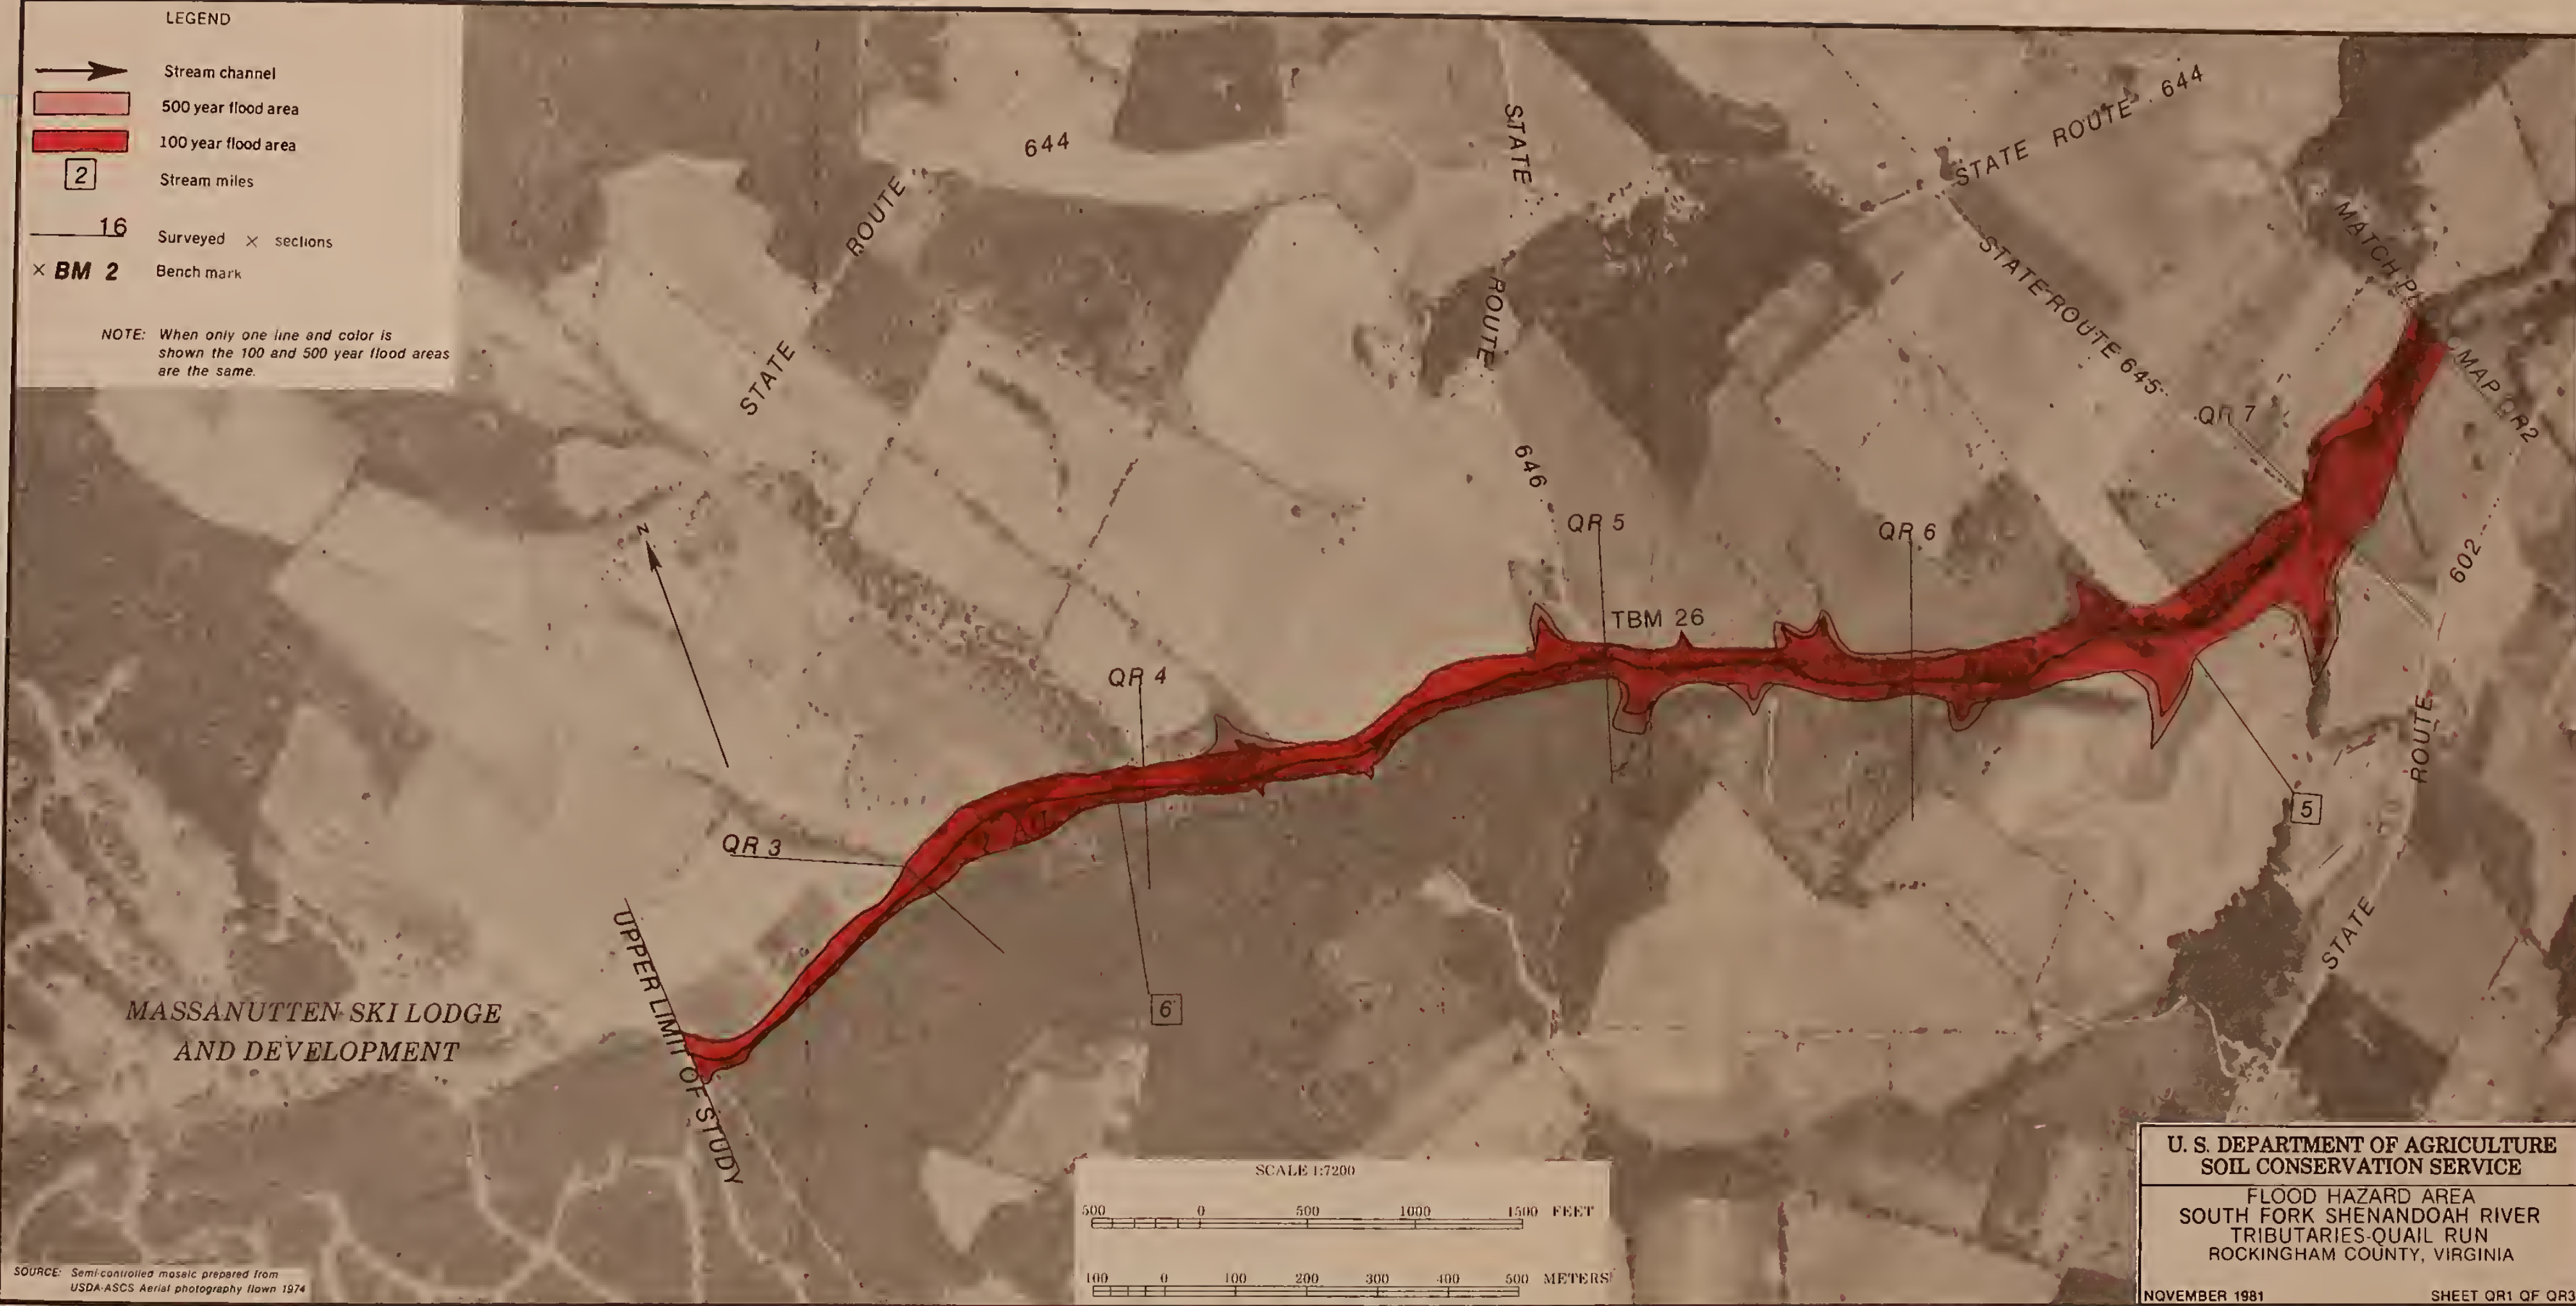 LEGEND
Stream channel
500 year flood area
100 year flood area
2
Stream miles
16
Surveyed × sections
× BM 2
Bench mark
NOTE: When only one line and color is
shown the 100 and 500 year flood areas
are the same.
644
STATE ROUTE
STATE ROUTE
646
STATE ROUTE 644
STATE ROUTE 645
MATCH
MAP QR2
QR 7
QR 5
QR 6
TBM 26
602
STATE ROUTE
N
QR 4
QR 3
5
6
UPPER LIMIT OF STUDY
MASSANUTTEN SKI LODGE
AND DEVELOPMENT
SCALE 1:7200
500 0 500 1000 1500 FEET
100 0 100 200 300 400 500 METERS
SOURCE: Semi-controlled mosaic prepared from
USDA-ASCS Aerial photography flown 1974
U. S. DEPARTMENT OF AGRICULTURE
SOIL CONSERVATION SERVICE
FLOOD HAZARD AREA
SOUTH FORK SHENANDOAH RIVER
TRIBUTARIES-QUAIL RUN
ROCKINGHAM COUNTY, VIRGINIA
NOVEMBER 1981 SHEET QR1 OF QR3